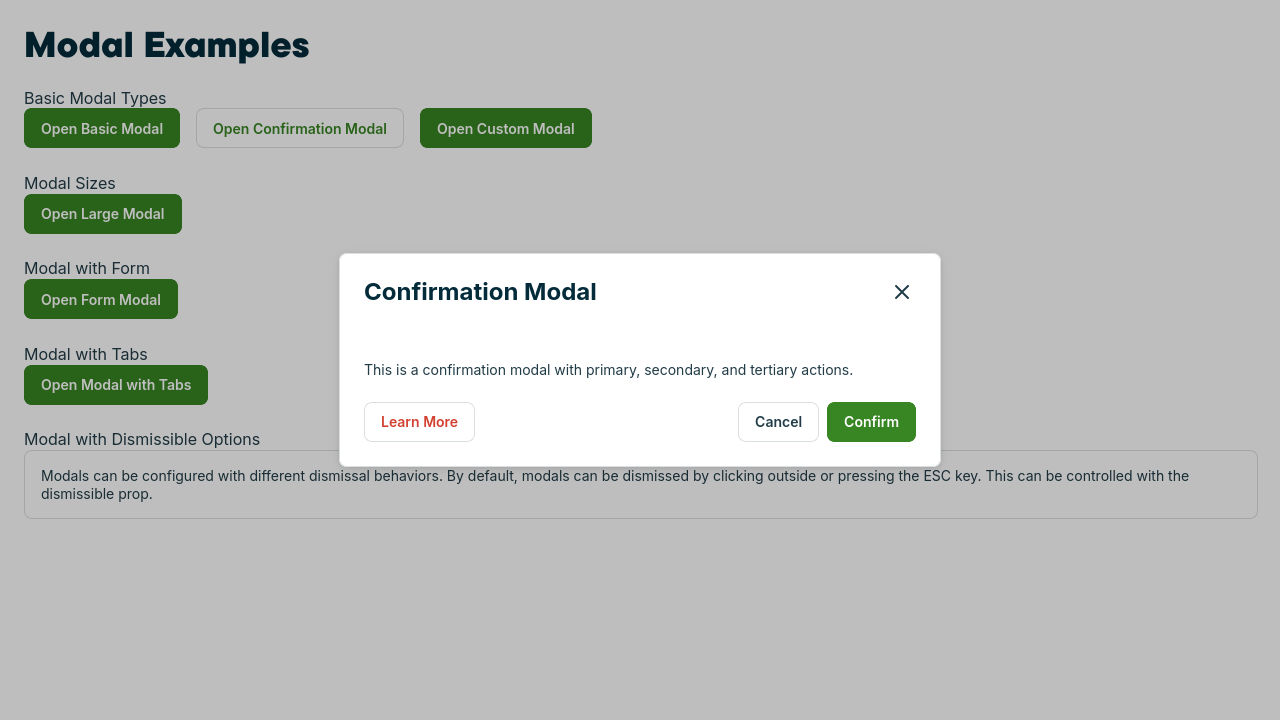 Modal Examples
Basic Modal Types
Open Basic Modal
Open Confirmation Modal
Open Custom Modal
Modal Sizes
Open Large Modal
Modal with Form
Open Form Modal
Modal with Tabs
Open Modal with Tabs
Modal with Dismissible Options
Modals can be configured with different dismissal behaviors. By default, modals can be dismissed by clicking outside or pressing the ESC key. This can be controlled with the
dismissible prop.
Confirmation Modal
This is a confirmation modal with primary, secondary, and tertiary actions.
Learn More
Cancel
Confirm